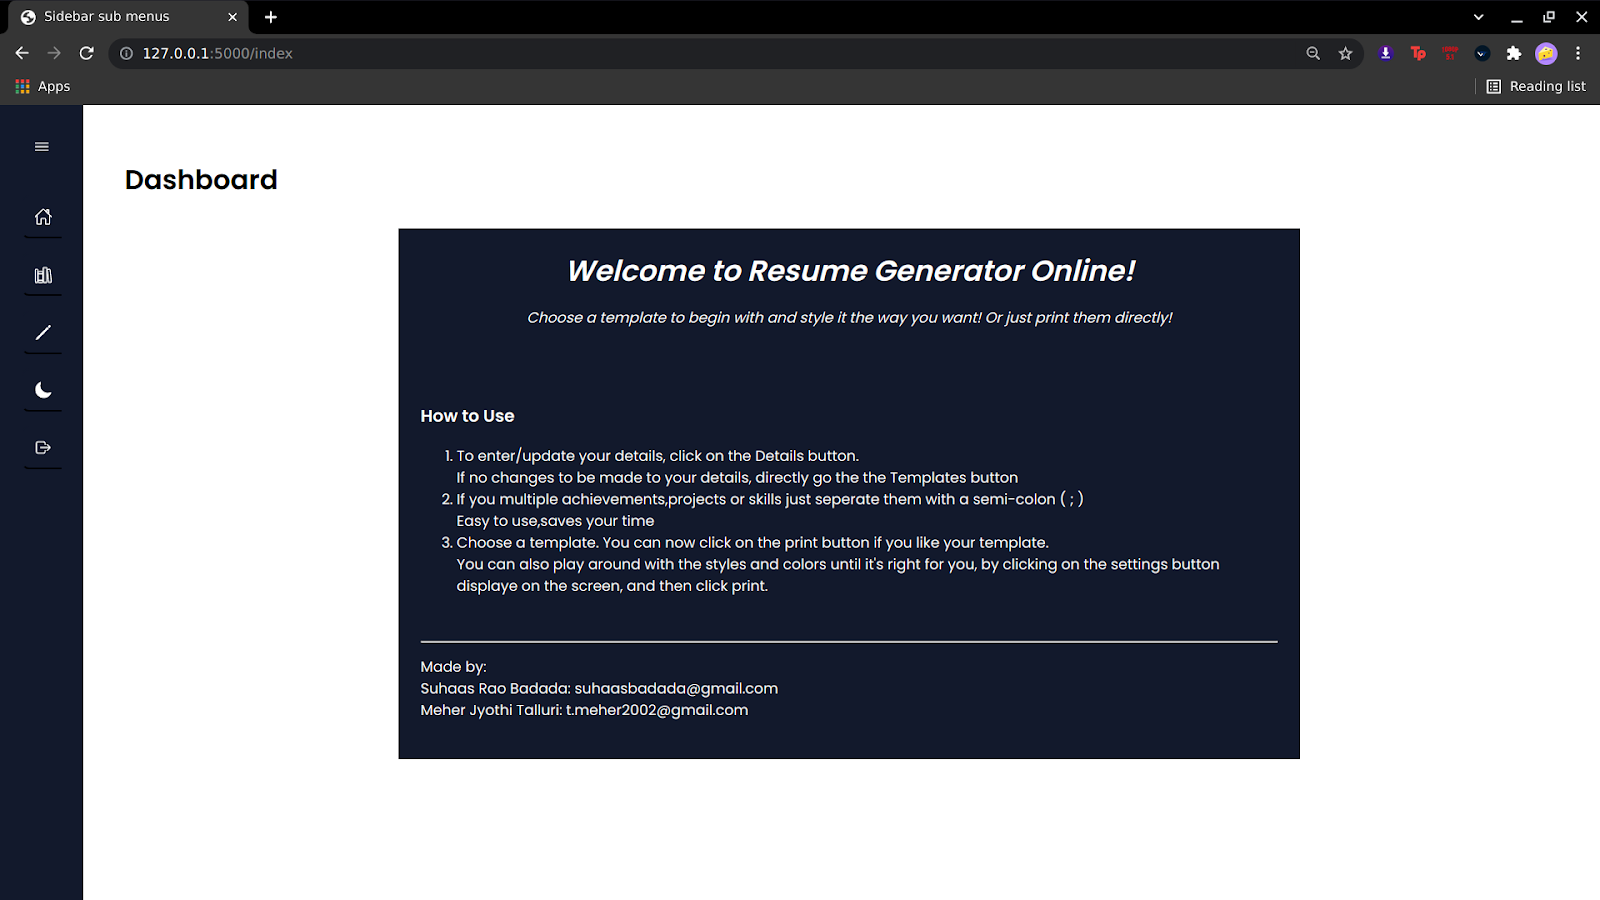 Sidebar sub menus
127.0.0.1:5000/index
Apps
Reading list
Dashboard
Welcome to Resume Generator Online!
Choose a template to begin with and style it the way you want! Or just print them directly!
How to Use
1. To enter/update your details, click on the Details button.
If no changes to be made to your details, directly go the the Templates button
2. If you multiple achievements,projects or skills just seperate them with a semi-colon ( ; )
Easy to use,saves your time
3. Choose a template. You can now click on the print button if you like your template.
You can also play around with the styles and colors until it's right for you, by clicking on the settings button
displaye on the screen, and then click print.
Made by:
Suhaas Rao Badada: suhaasbadada@gmail.com
Meher Jyothi Talluri: t.meher2002@gmail.com